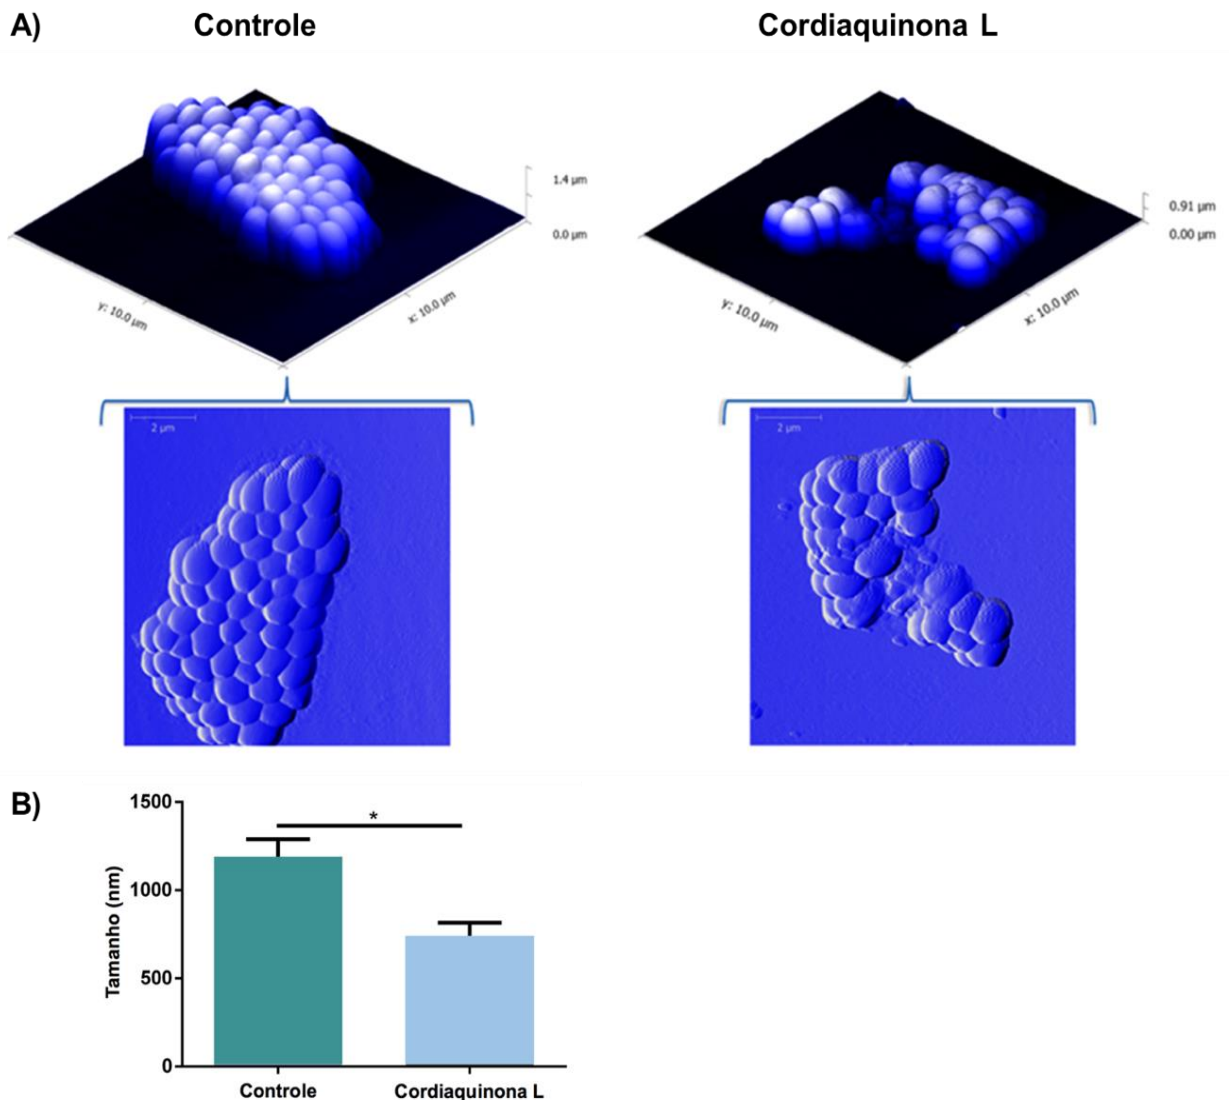 A)
Controle
Cordiaquinona L
1.4 µm
0.0 µm
y: 10.0 µm
x: 10.0 µm
0.91 µm
0.00 µm
y: 10.0 µm
x: 10.0 µm
2 µm
2 µm
B)
1500
1000
500
0
Tamanho (nm)
*
Controle
Cordiaquinona L